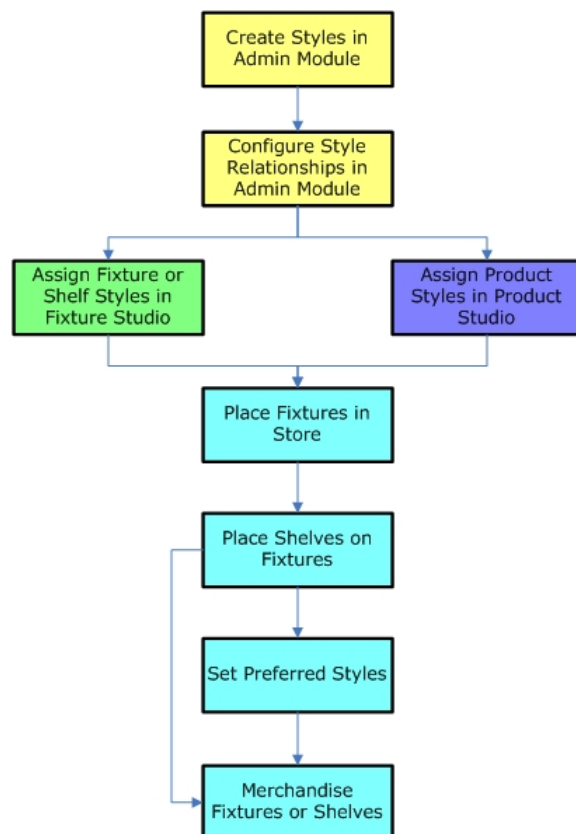 Create Styles in
Admin Module
Configure Style
Relationships in
Admin Module
Assign Fixture or
Shelf Styles in
Fixture Studio
Assign Product
Styles in Product
Studio
Place Fixtures in
Store
Place Shelves on
Fixtures
Set Preferred Styles
Merchandise
Fixtures or Shelves